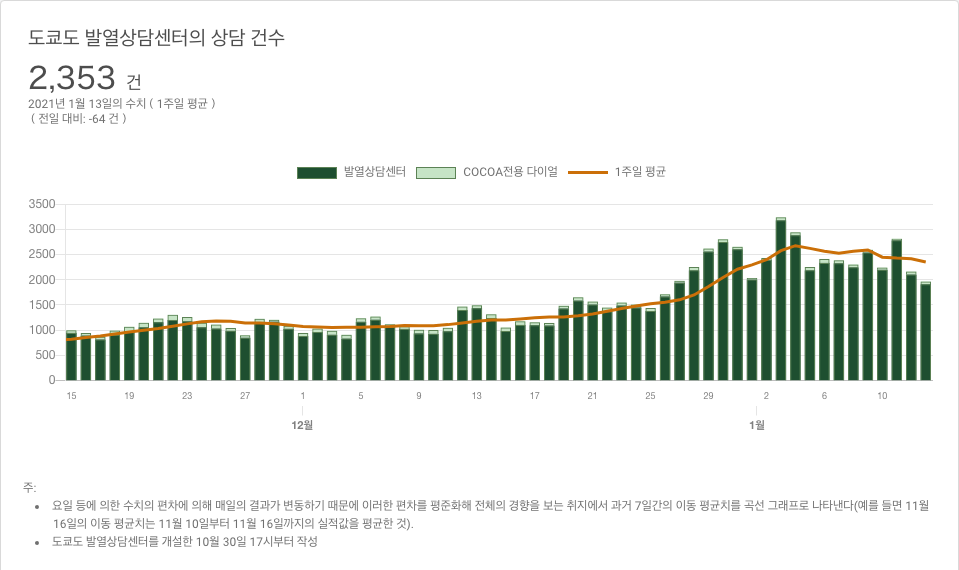 도쿄도 발열상담센터의 상담 건수
2,353 건
2021년 1월 13일의 수치 ( 1주일 평균 )
( 전일 대비: -64 건 )
발열상담센터 COCOA전용 다이얼 1주일 평균
3500
3000
2500
2000
1500
1000
500
0
15 19 23 27 1 5 9 13 17 21 25 29 2 6 10
12월 1월
주:
• 요일 등에 의한 수치의 편차에 의해 매일의 결과가 변동하기 때문에 이러한 편차를 평준화해 전체의 경향을 보는 취지에서 과거 7일간의 이동 평균치를 곡선 그래프로 나타낸다(예를 들면 11월
16일의 이동 평균치는 11월 10일부터 11월 16일까지의 실적값을 평균한 것).
• 도쿄도 발열상담센터를 개설한 10월 30일 17시부터 작성